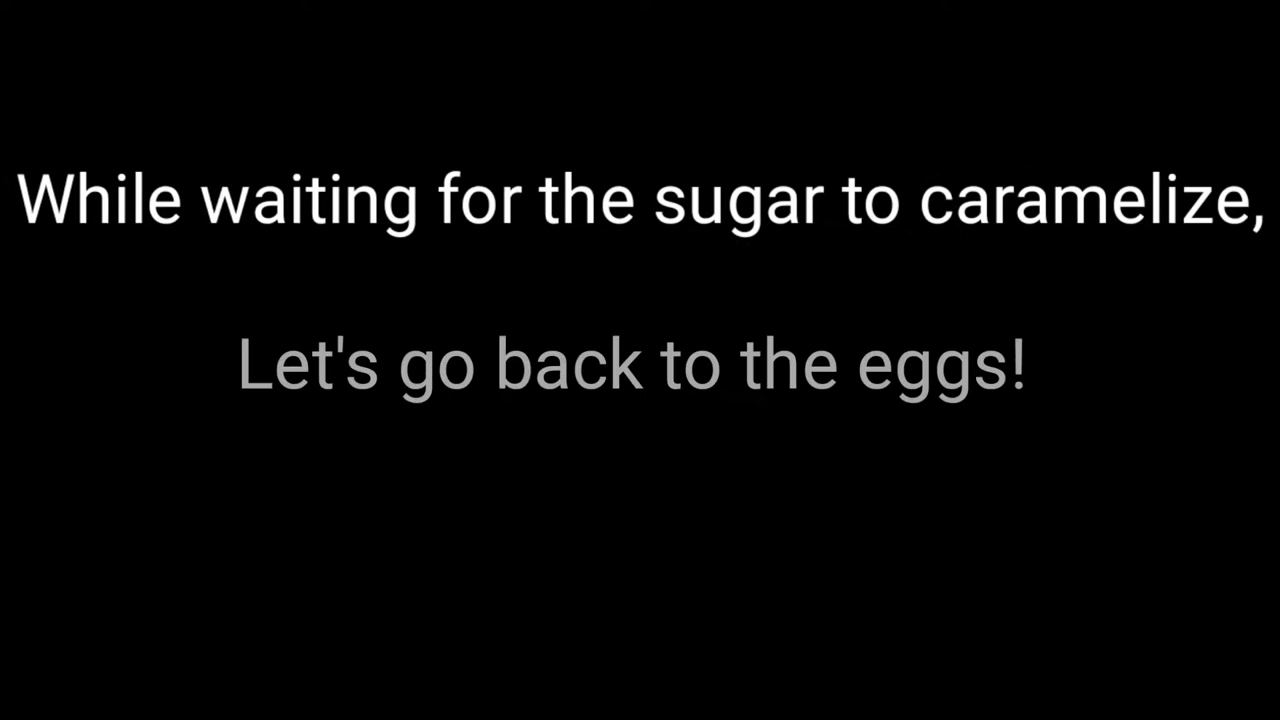 While waiting for the sugar to caramelize,
Let's go back to the eggs!